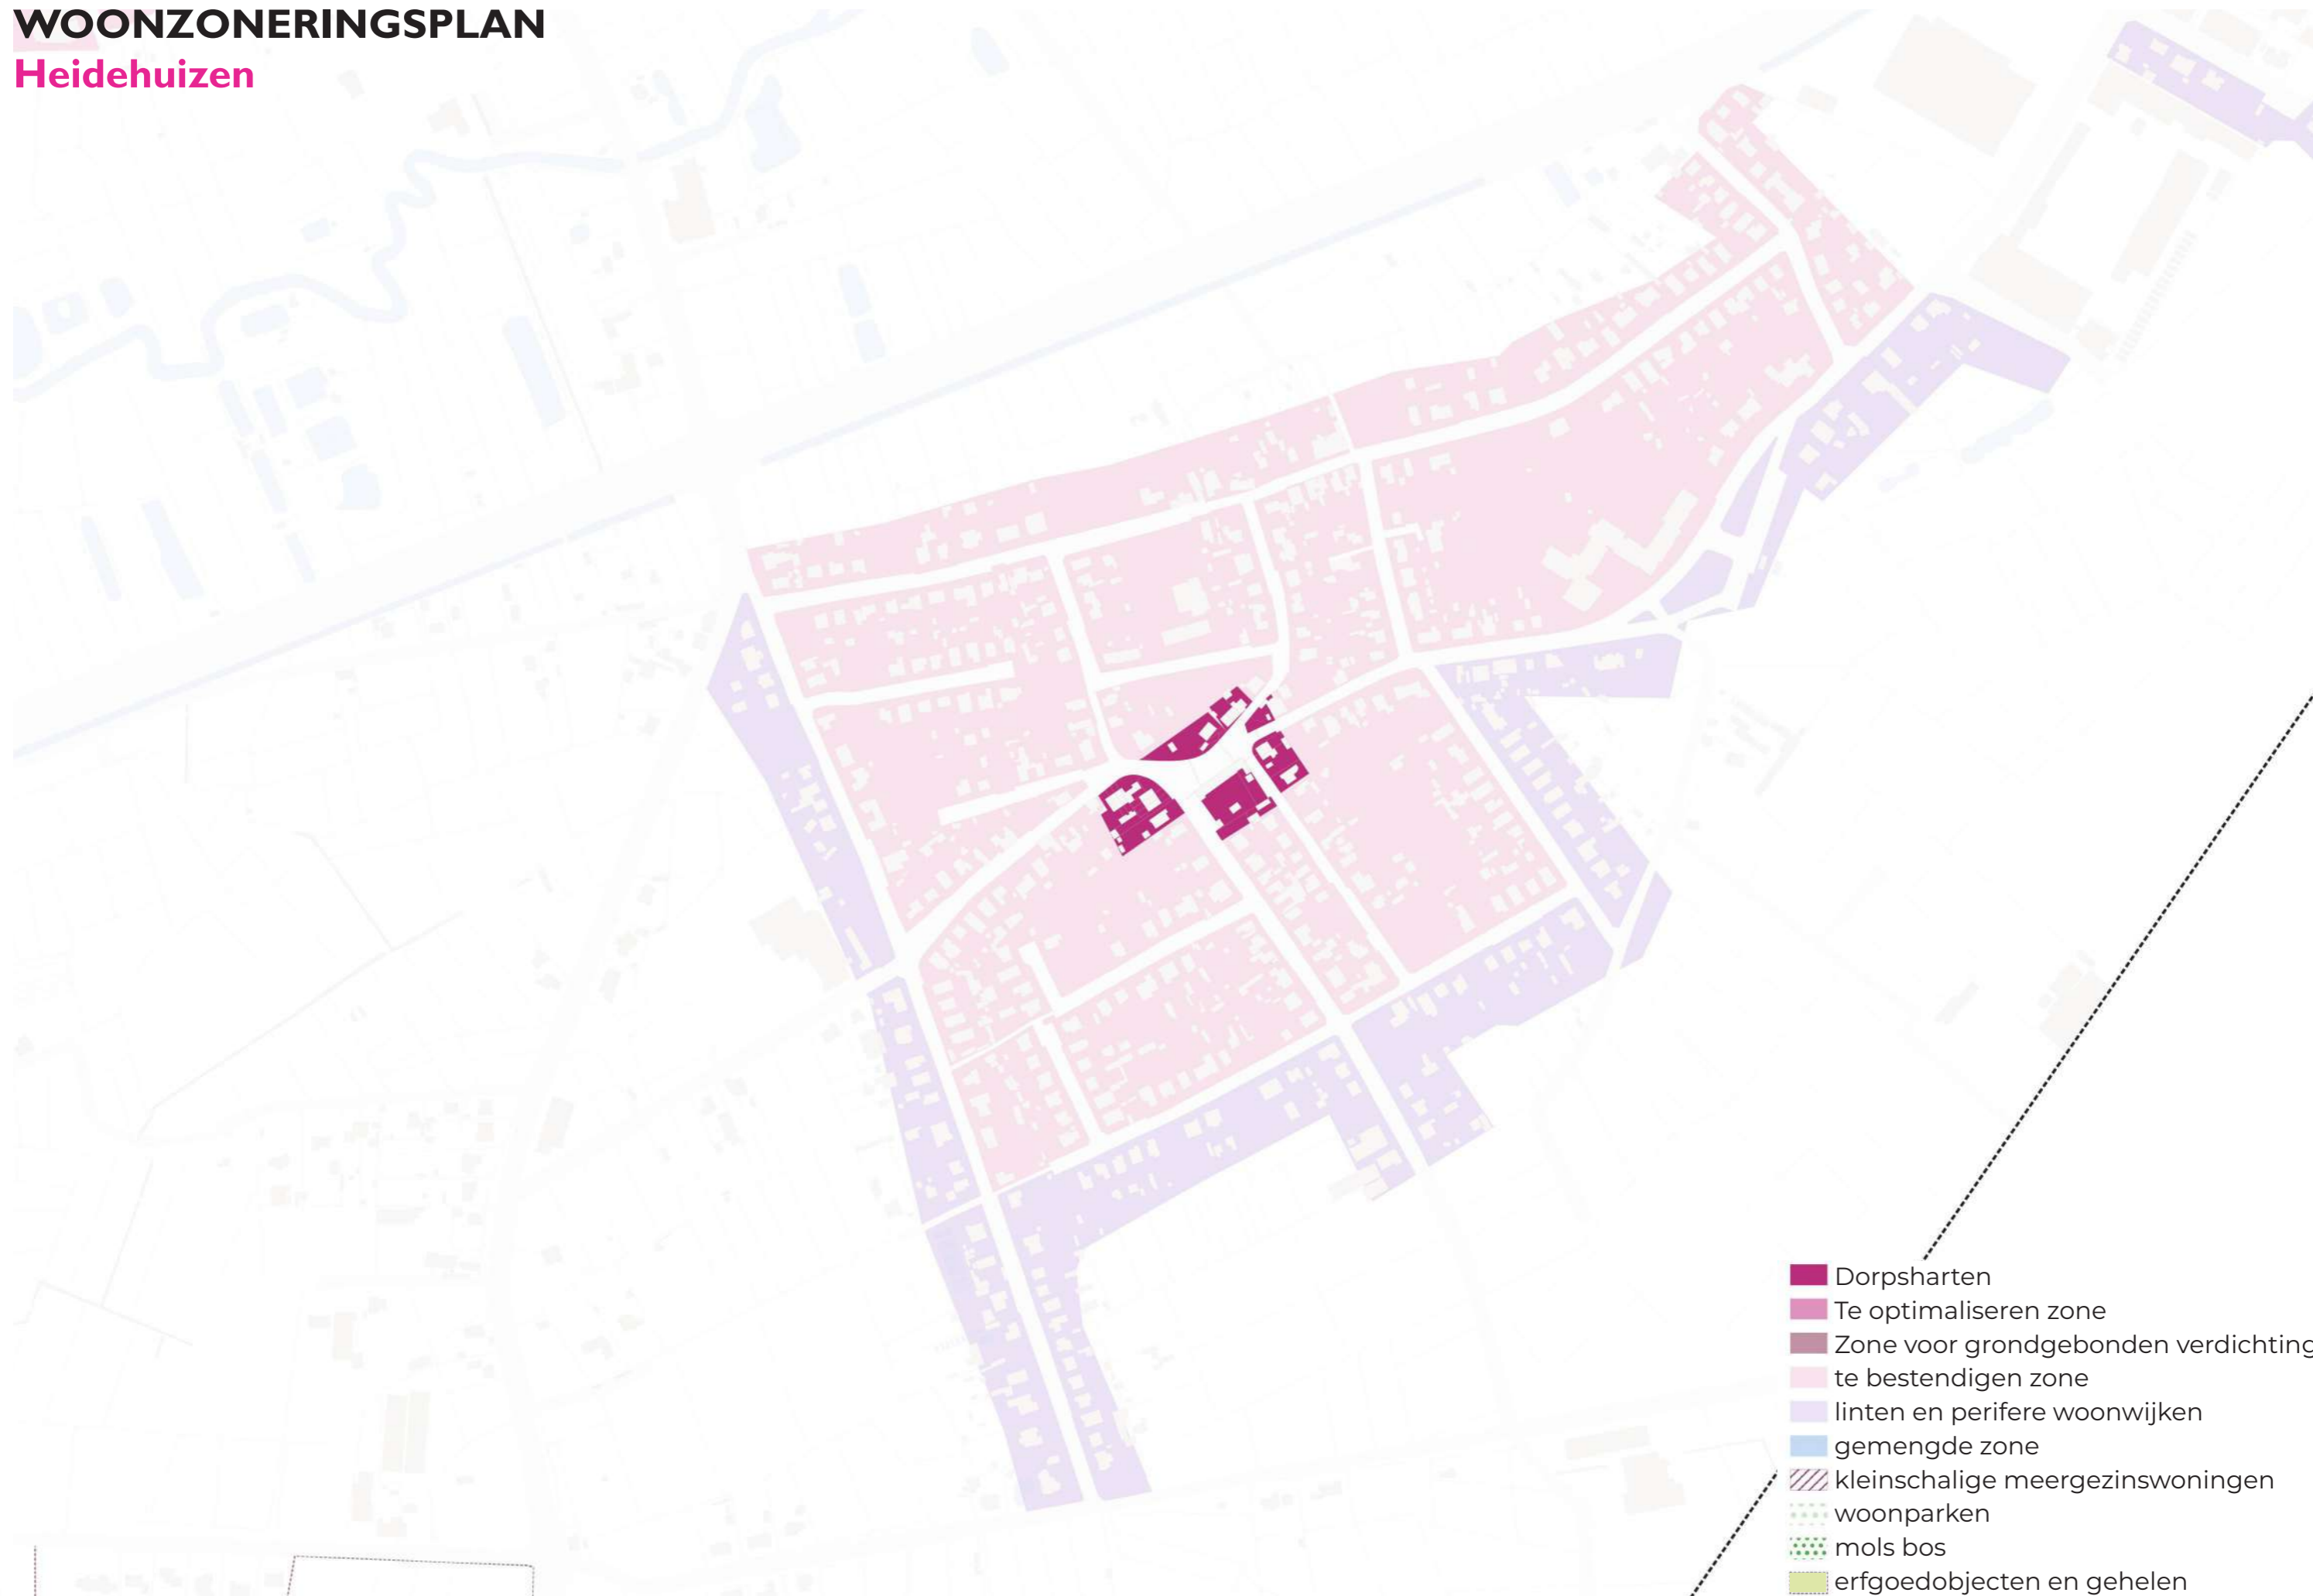 WOONZONERINGSPLAN
Heidehuizen
Dorpsharten
Te optimaliseren zone
Zone voor grondgebonden verdichting
te bestendigen zone
linten en perifere woonwijken
gemengde zone
kleinschalige meergezinswoningen
woonparken
mols bos
erfgoedobjecten en gehelen